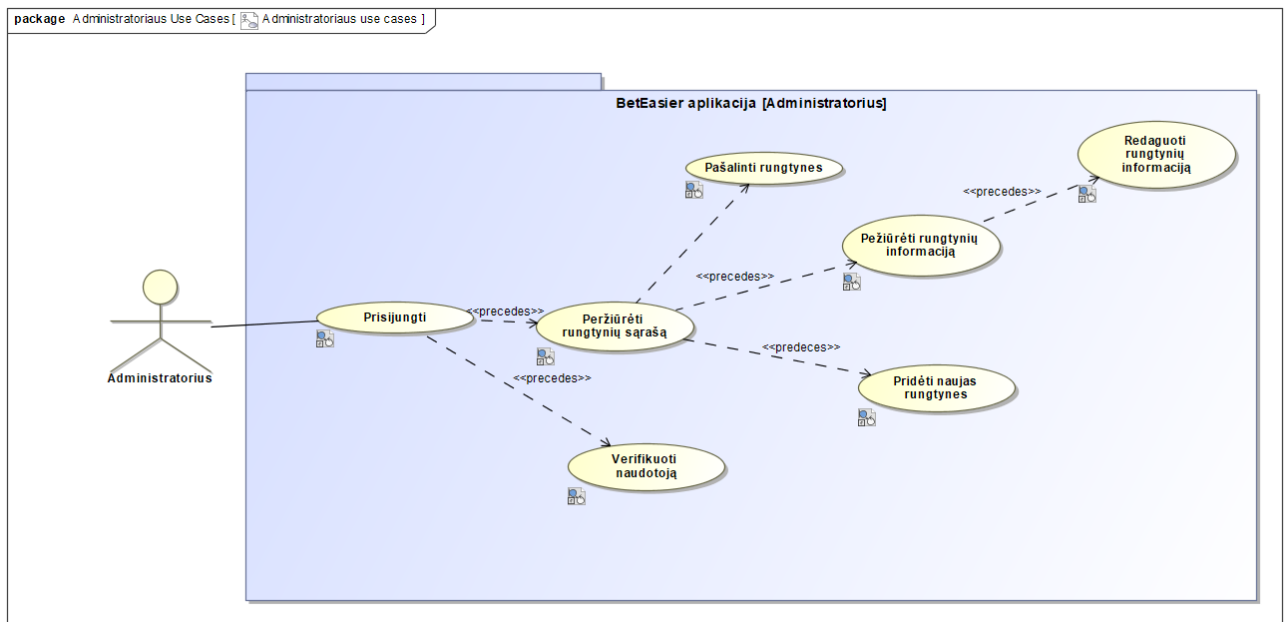 package Administratoriaus Use Cases [ Administratoriaus use cases ]
BetEasier aplikacija [Administratorius]
Redaguoti
rungtynių
informaciją
Pašalinti rungtynes
<<precedes>>
Pežiūrėti rungtynių
informaciją
<<precedes>>
Prisijungti
<<precedes>>
Peržiūrėti
rungtynių sąrašą
<<predeces>>
Administratorius
<<precedes>>
Pridėti naujas
rungtynes
Verifikuoti
naudotoją